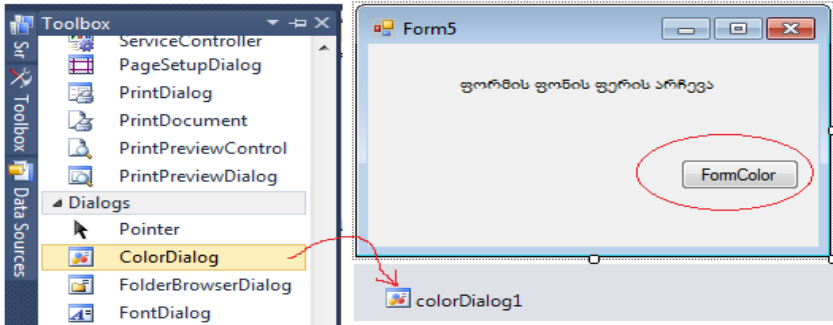 Toolbox
ServiceController
PageSetupDialog
PrintDialog
PrintDocument
PrintPreviewControl
PrintPreviewDialog
Dialogs
Pointer
ColorDialog
FolderBrowserDialog
FontDialog
Toolbox
Data Sources
Form5
ფორმის ფონის ფერის არჩევა
FormColor
colorDialog1